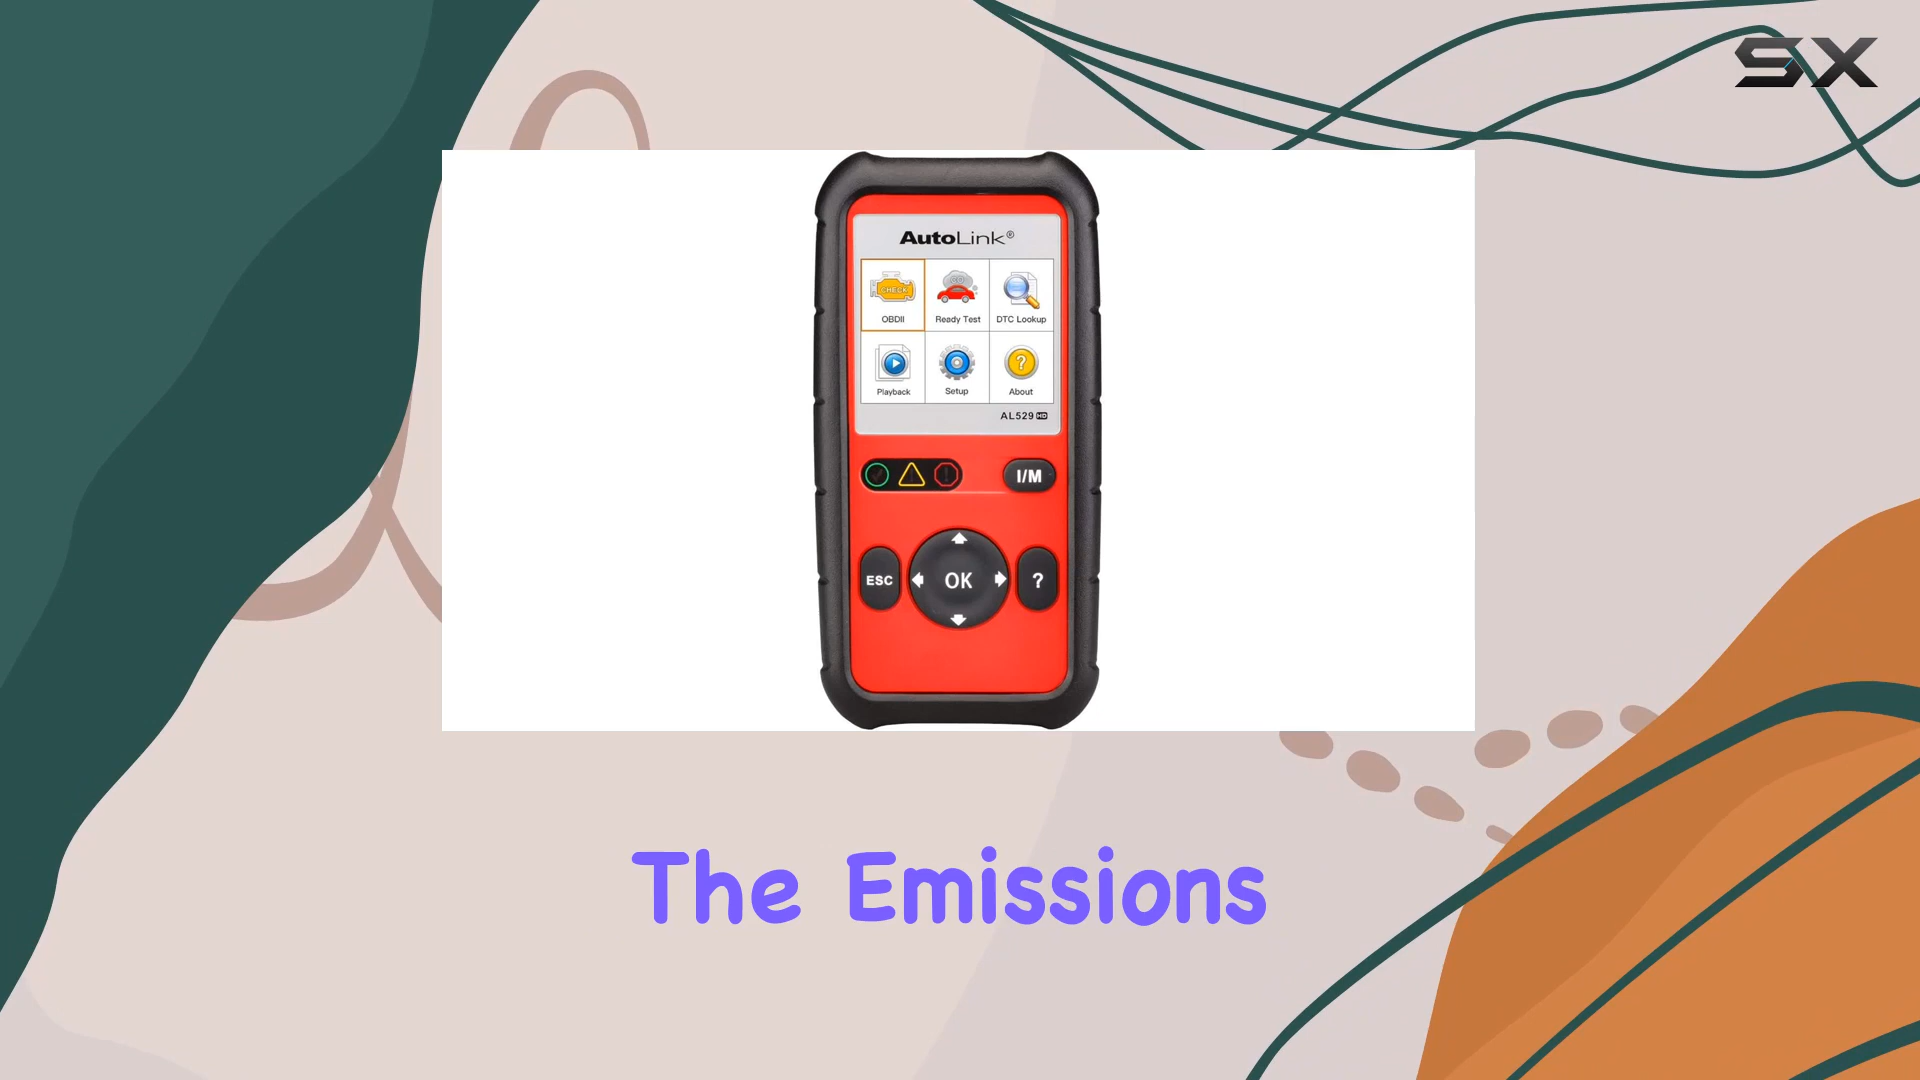 SX
AutoLink®
CHECK
OBDII
Ready Test
DTC Lookup
?
Playback
Setup
About
AL529 HD
I/M
ESC
OK
?
The Emissions